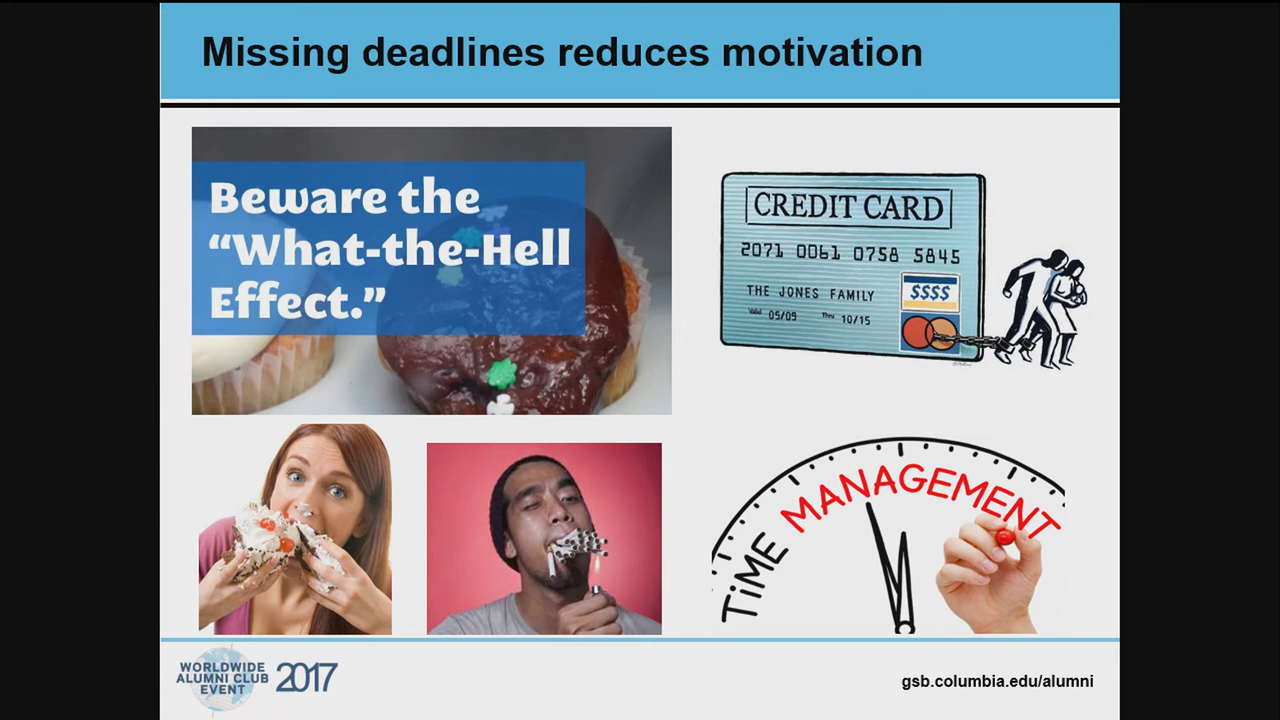 Missing deadlines reduces motivation
Beware the
“What-the-Hell
Effect.”
CREDIT CARD
2071 0061 0758 5845
THE JONES FAMILY
$$$$
Valid 05/09 Thru 10/15
TiME MANAGEMENT
WORLDWIDE
ALUMNI CLUB
EVENT
2017
gsb.columbia.edu/alumni